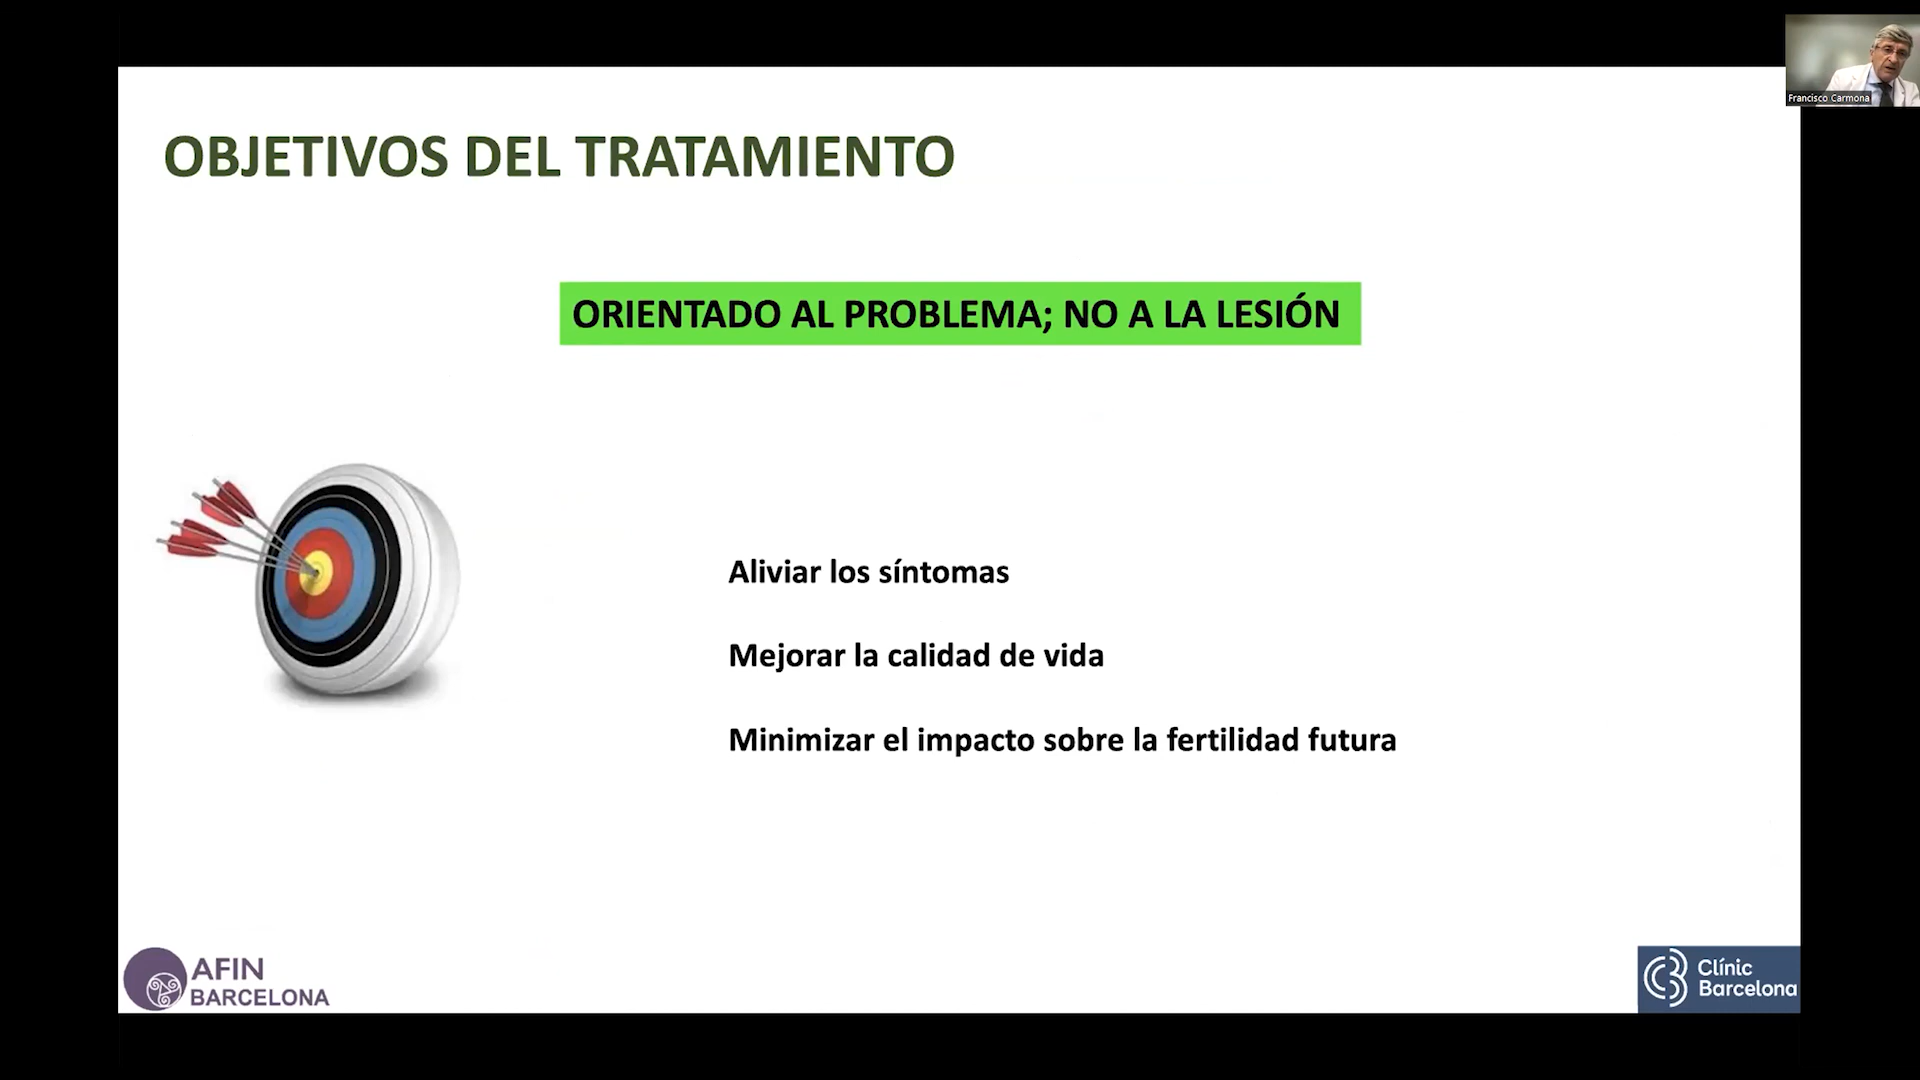 Francisco Carmona
OBJETIVOS DEL TRATAMIENTO
ORIENTADO AL PROBLEMA; NO A LA LESIÓN
Aliviar los síntomas
Mejorar la calidad de vida
Minimizar el impacto sobre la fertilidad futura
AFIN
BARCELONA
Clínic
Barcelona